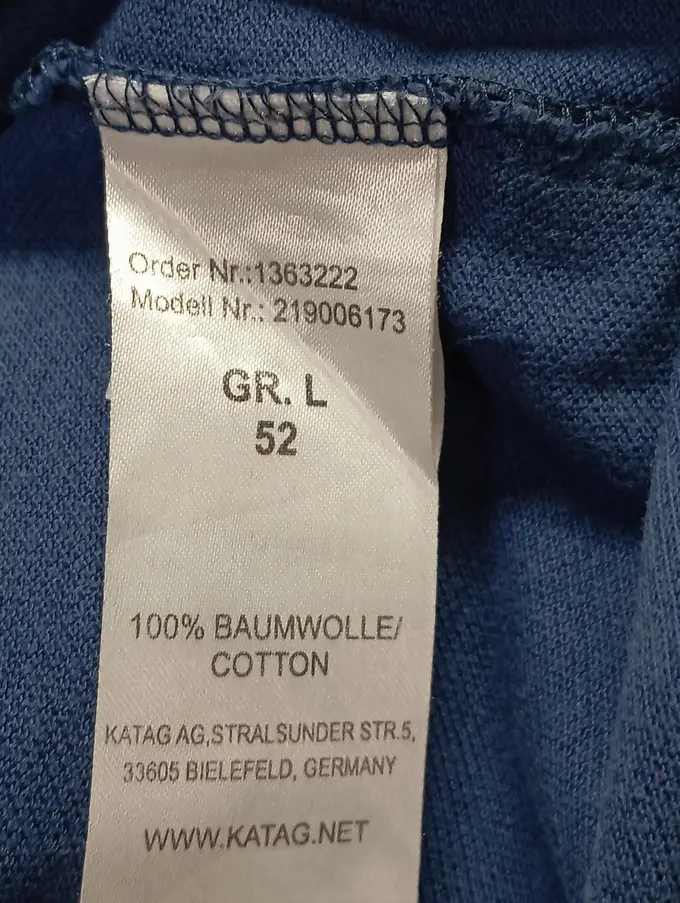 Order Nr.:1363222
Modell Nr.: 219006173
GR. L
52
100% BAUMWOLLE/
COTTON
KATAG AG,STRALSUNDER STR.5,
33605 BIELEFELD, GERMANY
WWW.KATAG.NET